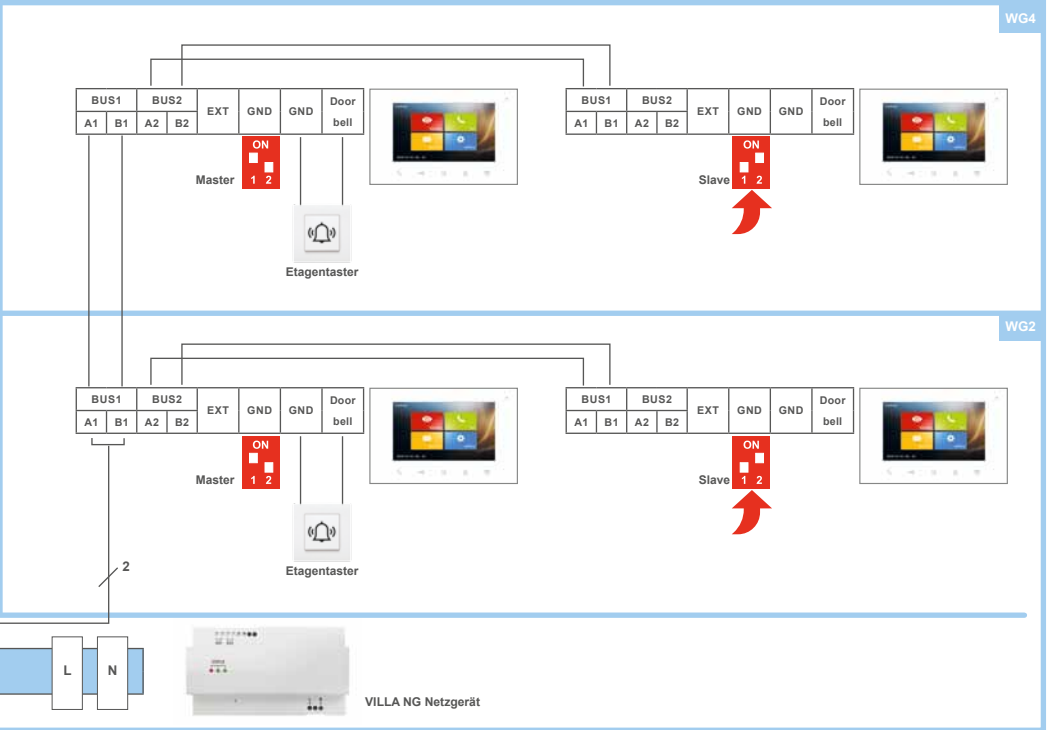 WG4
BUS1 BUS2 EXT GND GND Door bell
A1 B1 A2 B2
ON
1 2
Master
Etagentaster
BUS1 BUS2 EXT GND GND Door bell
A1 B1 A2 B2
ON
1 2
Slave
WG2
BUS1 BUS2 EXT GND GND Door bell
A1 B1 A2 B2
ON
1 2
Master
Etagentaster
BUS1 BUS2 EXT GND GND Door bell
A1 B1 A2 B2
ON
1 2
Slave
2
L N
VILLA NG Netzgerät